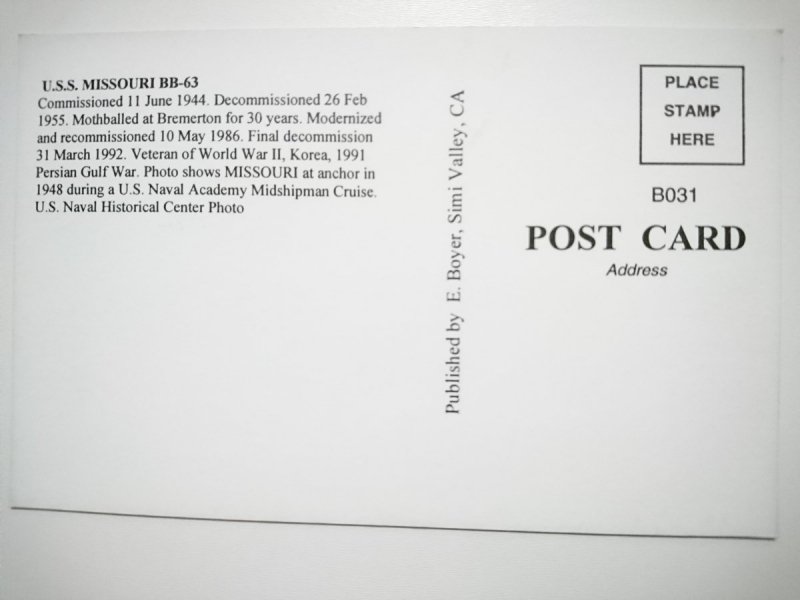 U.S.S. MISSOURI BB-63
Commissioned 11 June 1944. Decommissioned 26 Feb
1955. Mothballed at Bremerton for 30 years. Modernized
and recommissioned 10 May 1986. Final decommission
31 March 1992. Veteran of World War II, Korea, 1991
Persian Gulf War. Photo shows MISSOURI at anchor in
1948 during a U.S. Naval Academy Midshipman Cruise.
U.S. Naval Historical Center Photo
Published by E. Boyer, Simi Valley, CA
PLACE
STAMP
HERE
B031
POST CARD
Address